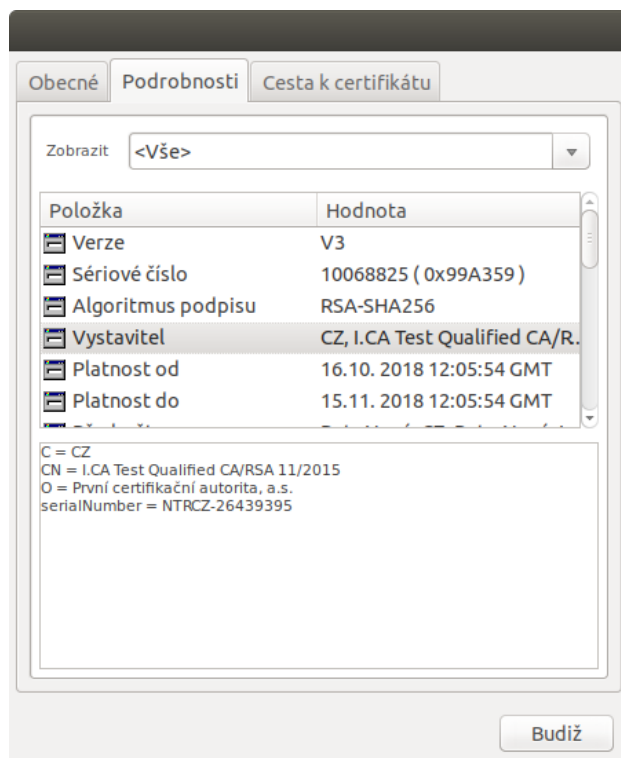 Obecné Podrobnosti Cesta k certifikátu
Zobrazit <Vše>
Položka Hodnota
Verze V3
Sériové číslo 10068825 ( 0x99A359 )
Algoritmus podpisu RSA-SHA256
Vystavitel CZ, I.CA Test Qualified CA/R.
Platnost od 16.10. 2018 12:05:54 GMT
Platnost do 15.11. 2018 12:05:54 GMT
C = CZ
CN = I.CA Test Qualified CA/RSA 11/2015
O = První certifikační autorita, a.s.
serialNumber = NTRCZ-26439395
Budiž